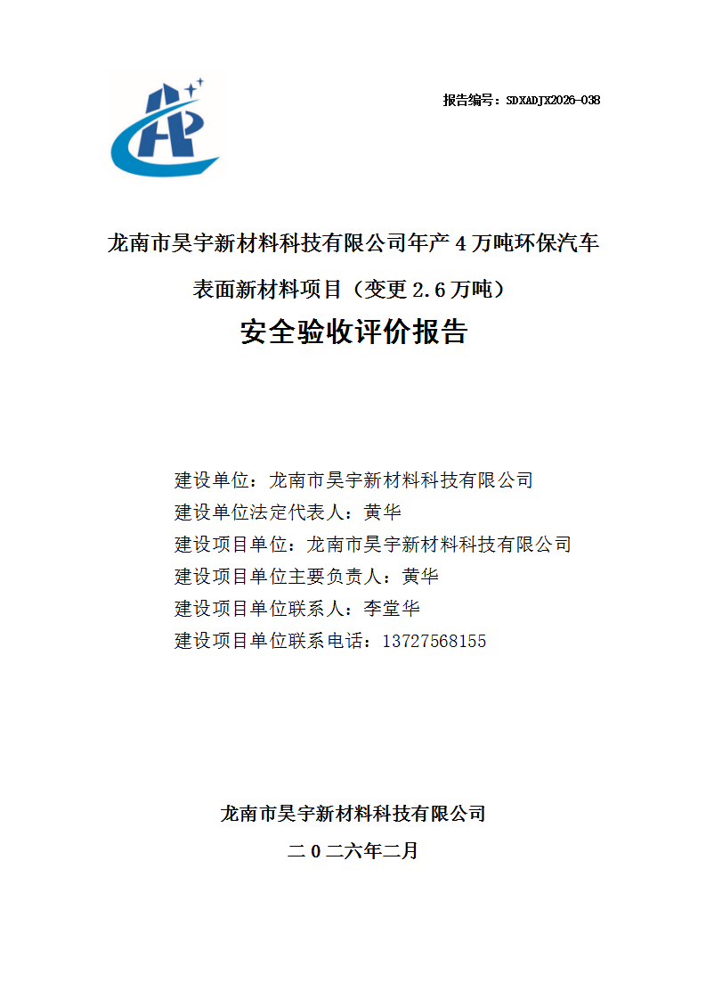 报告编号：SDXADJX2026-038
龙南市昊宇新材料科技有限公司年产 4 万吨环保汽车
表面新材料项目（变更 2.6 万吨）
安全验收评价报告
建设单位：龙南市昊宇新材料科技有限公司
建设单位法定代表人：黄华
建设项目单位：龙南市昊宇新材料科技有限公司
建设项目单位主要负责人：黄华
建设项目单位联系人：李堂华
建设项目单位联系电话：13727568155
龙南市昊宇新材料科技有限公司
二 0 二六年二月